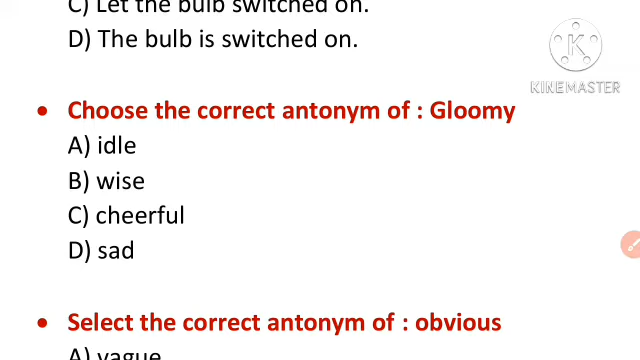 C) Let the bulb switched on.
D) The bulb is switched on.
K
KINEMASTER
• Choose the correct antonym of : Gloomy
A) idle
B) wise
C) cheerful
D) sad
• Select the correct antonym of : obvious
A) vague